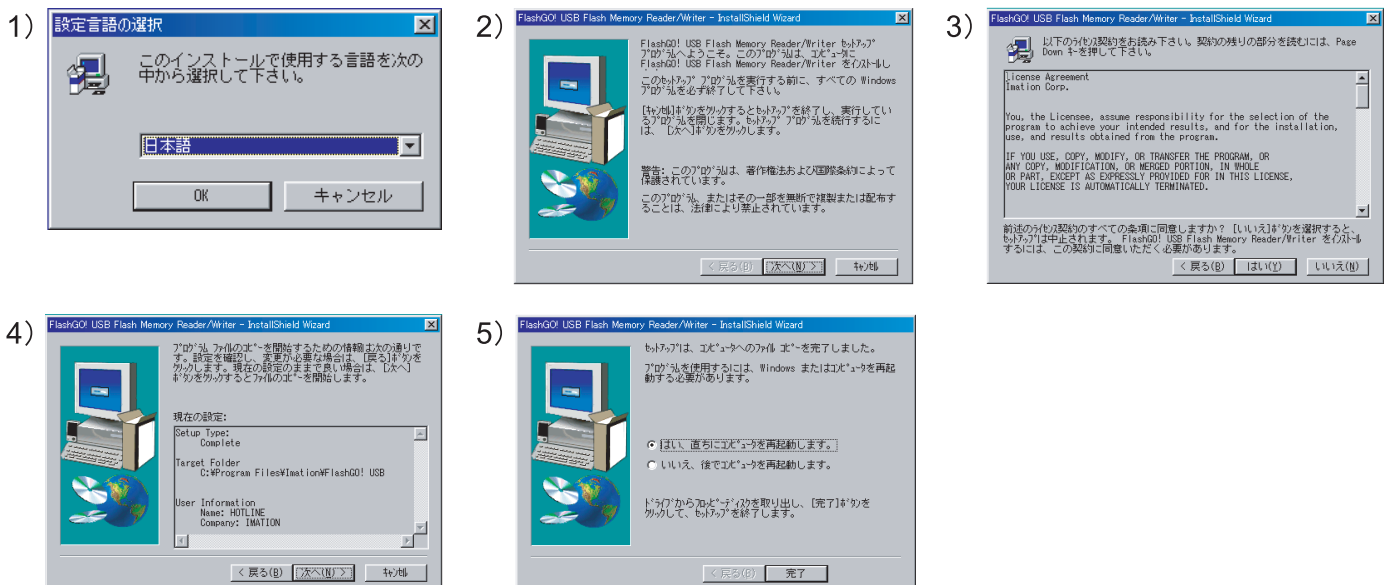 1)
設定言語の選択
このインストールで使用する言語を次の
中から選択して下さい。
日本語
OK
キャンセル
2)
FlashGO! USB Flash Memory Reader/Writer - InstallShield Wizard
FlashGO! USB Flash Memory Reader/Writer ｾｯﾄｱｯﾌﾟ
ﾌﾟﾛｸﾞﾗﾑへようこそ。このﾌﾟﾛｸﾞﾗﾑは、ｺﾝﾋﾟｭｰﾀに
FlashGO! USB Flash Memory Reader/Writer をｲﾝｽﾄｰﾙし
このｾｯﾄｱｯﾌﾟ ﾌﾟﾛｸﾞﾗﾑを実行する前に、すべての Windows
ﾌﾟﾛｸﾞﾗﾑを必ず終了して下さい。
[ｷｬﾝｾﾙ]ﾎﾞﾀﾝをｸﾘｯｸするとｾｯﾄｱｯﾌﾟを終了し、実行してい
るﾌﾟﾛｸﾞﾗﾑを閉じます。ｾｯﾄｱｯﾌﾟ ﾌﾟﾛｸﾞﾗﾑを続行するに
は、[次へ]ﾎﾞﾀﾝをｸﾘｯｸします。
警告: このﾌﾟﾛｸﾞﾗﾑは、著作権法および国際条約によって
保護されています。
このﾌﾟﾛｸﾞﾗﾑ、またはその一部を無断で複製または配布す
ることは、法律により禁止されています。
< 戻る(B)
次へ(N) >
ｷｬﾝｾﾙ
3)
FlashGO! USB Flash Memory Reader/Writer - InstallShield Wizard
以下のﾗｲｾﾝｽ契約をお読み下さい。契約の残りの部分を読むには、Page
Down ｷｰを押して下さい。
License Agreement
Imation Corp.
You, the Licensee, assume responsibility for the selection of the
program to achieve your intended results, and for the installation,
use, and results obtained from the program.
IF YOU USE, COPY, MODIFY, OR TRANSFER THE PROGRAM, OR
ANY COPY, MODIFICATION, OR MERGED PORTION, IN WHOLE
OR PART, EXCEPT AS EXPRESSLY PROVIDED FOR IN THIS LICENSE,
YOUR LICENSE IS AUTOMATICALLY TERMINATED.
前述のﾗｲｾﾝｽ契約のすべての条項に同意しますか? [いいえ]ﾎﾞﾀﾝを選択すると、
ｾｯﾄｱｯﾌﾟは中止されます。 FlashGO! USB Flash Memory Reader/Writer をｲﾝｽﾄｰﾙ
するには、この契約に同意いただく必要があります。
< 戻る(B)
はい(Y)
いいえ(N)
4)
FlashGO! USB Flash Memory Reader/Writer - InstallShield Wizard
ﾌﾟﾛｸﾞﾗﾑ ﾌｧｲﾙのｺﾋﾟｰを開始するための情報は次の通りで
す。設定を確認し、変更が必要な場合は、[戻る]ﾎﾞﾀﾝを
ｸﾘｯｸします。現在の設定のままで良い場合は、[次へ]
ﾎﾞﾀﾝをｸﾘｯｸするとﾌｧｲﾙのｺﾋﾟｰを開始します。
現在の設定:
Setup Type:
Complete
Target Folder
C:¥Program Files¥Imation¥FlashGO! USB
User Information
Name: HOTLINE
Company: IMATION
< 戻る(B)
次へ(N) >
ｷｬﾝｾﾙ
5)
FlashGO! USB Flash Memory Reader/Writer - InstallShield Wizard
ｾｯﾄｱｯﾌﾟは、ｺﾝﾋﾟｭｰﾀへのﾌｧｲﾙ ｺﾋﾟｰを完了しました。
ﾌﾟﾛｸﾞﾗﾑを使用するには、Windows またはｺﾝﾋﾟｭｰﾀを再起
動する必要があります。
はい、直ちにｺﾝﾋﾟｭｰﾀを再起動します。
いいえ、後でｺﾝﾋﾟｭｰﾀを再起動します。
ﾄﾞﾗｲﾌﾞからﾌﾛｯﾋﾟｰﾃﾞｨｽｸを取り出し、[完了]ﾎﾞﾀﾝを
ｸﾘｯｸして、ｾｯﾄｱｯﾌﾟを終了します。
< 戻る(B)
完了